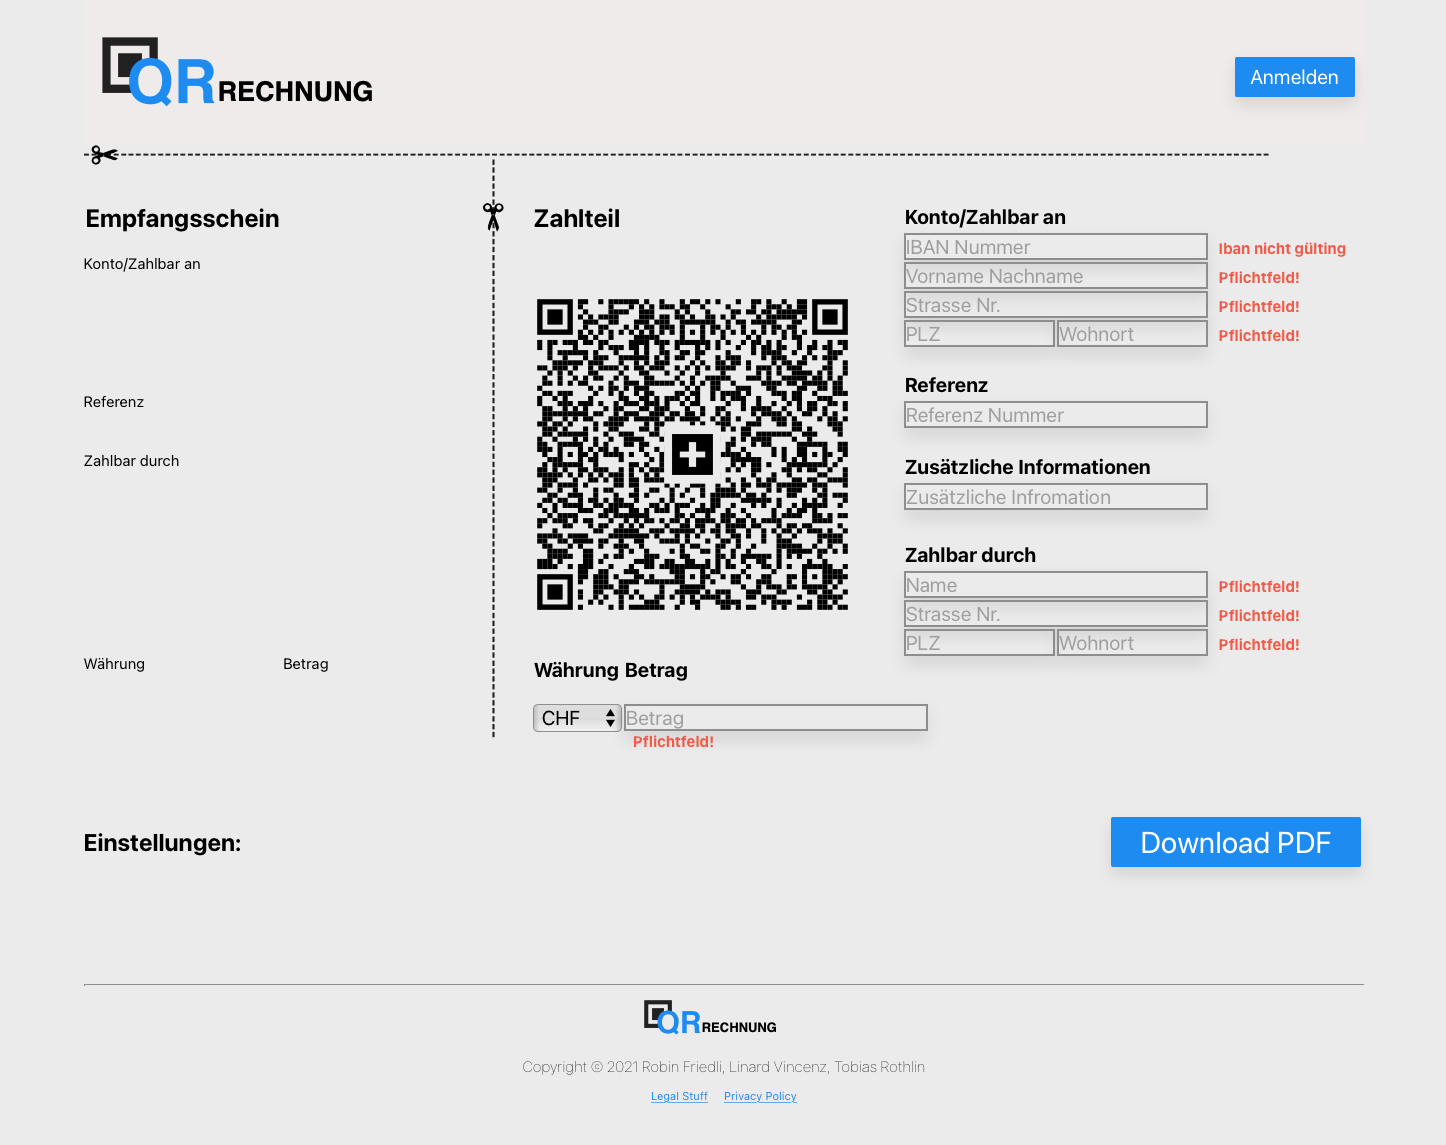 QR RECHNUNG
Anmelden
Empfangsschein
Konto/Zahlbar an
Referenz
Zahlbar durch
Währung Betrag
Zahlteil
Währung Betrag
CHF Betrag
Pflichtfeld!
Konto/Zahlbar an
IBAN Nummer Iban nicht gülting
Vorname Nachname Pflichtfeld!
Strasse Nr. Pflichtfeld!
PLZ Wohnort Pflichtfeld!
Referenz
Referenz Nummer
Zusätzliche Informationen
Zusätzliche Infromation
Zahlbar durch
Name Pflichtfeld!
Strasse Nr. Pflichtfeld!
PLZ Wohnort Pflichtfeld!
Einstellungen:
Download PDF
QR RECHNUNG
Copyright © 2021 Robin Friedli, Linard Vincenz, Tobias Rothlin
Legal Stuff Privacy Policy